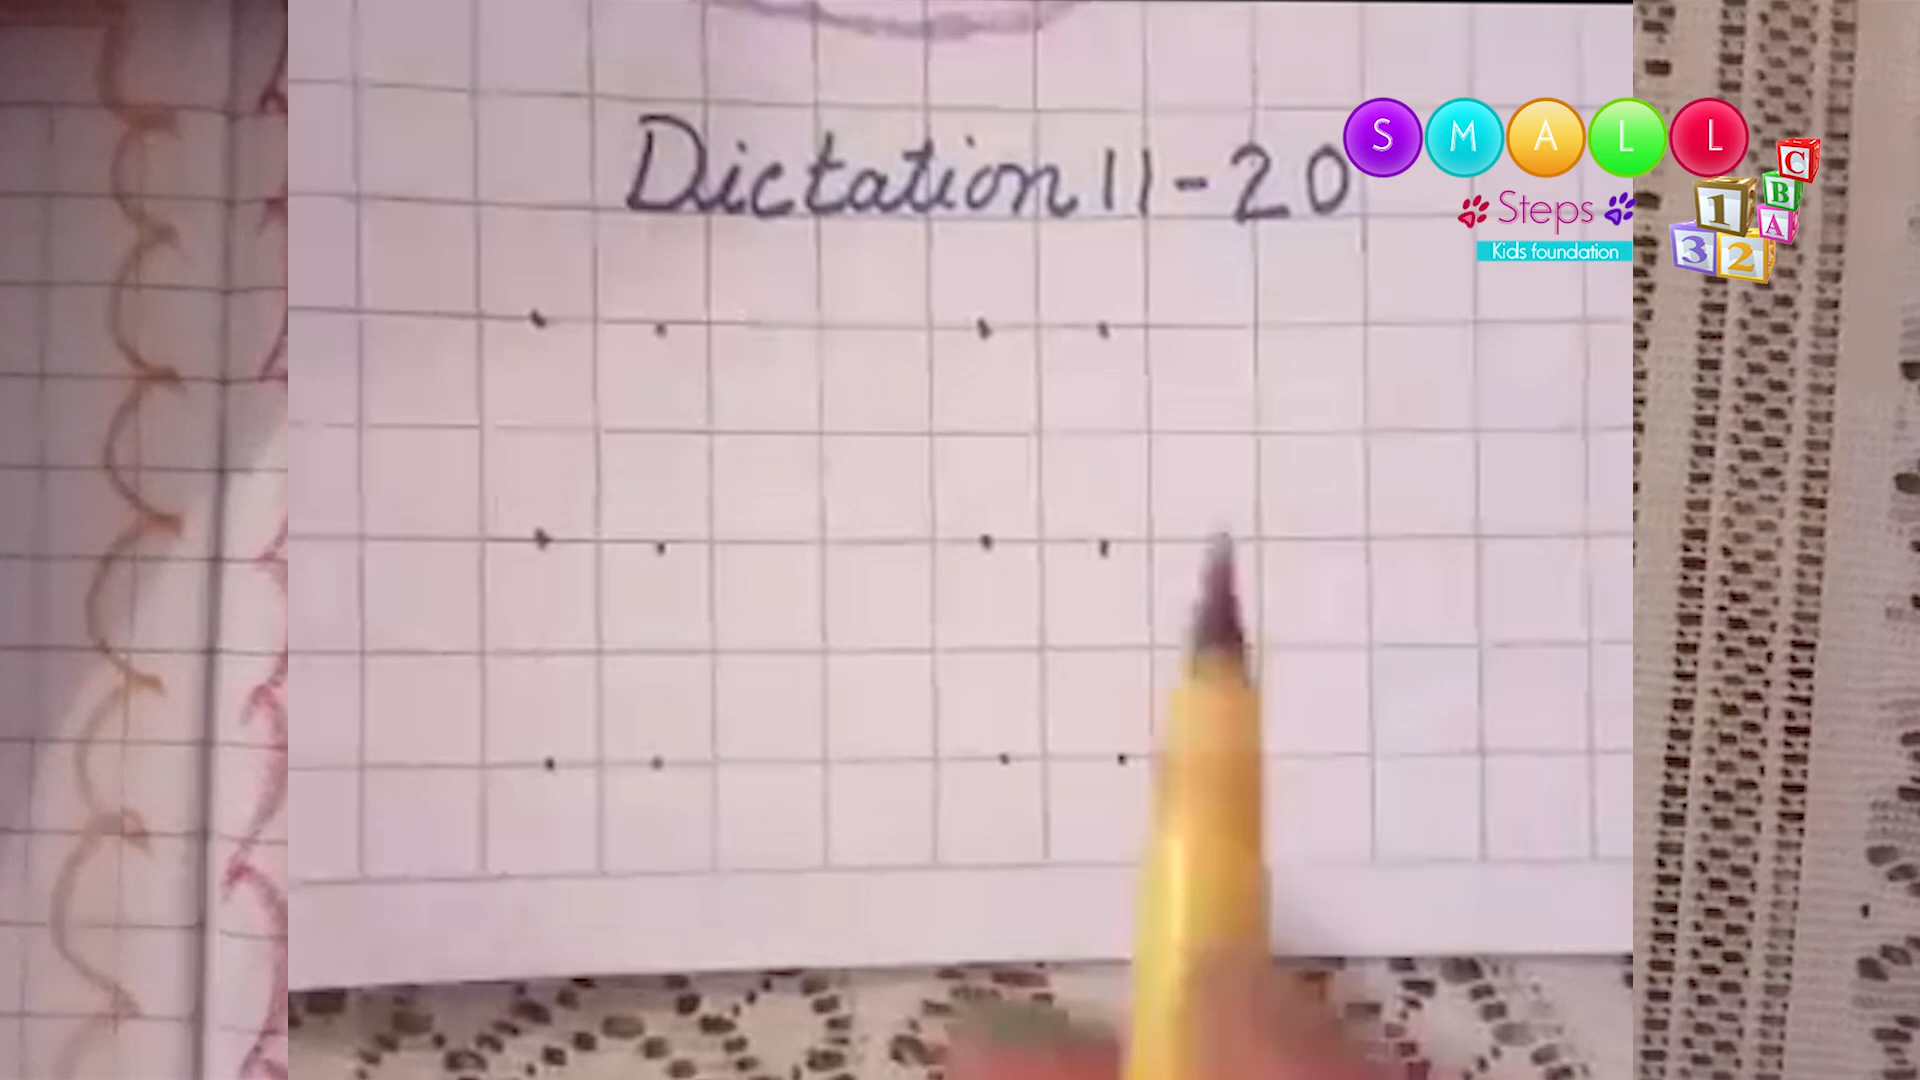 Dictation 11-20
SMALL
Steps
Kids foundation
1 B C
A
3 2